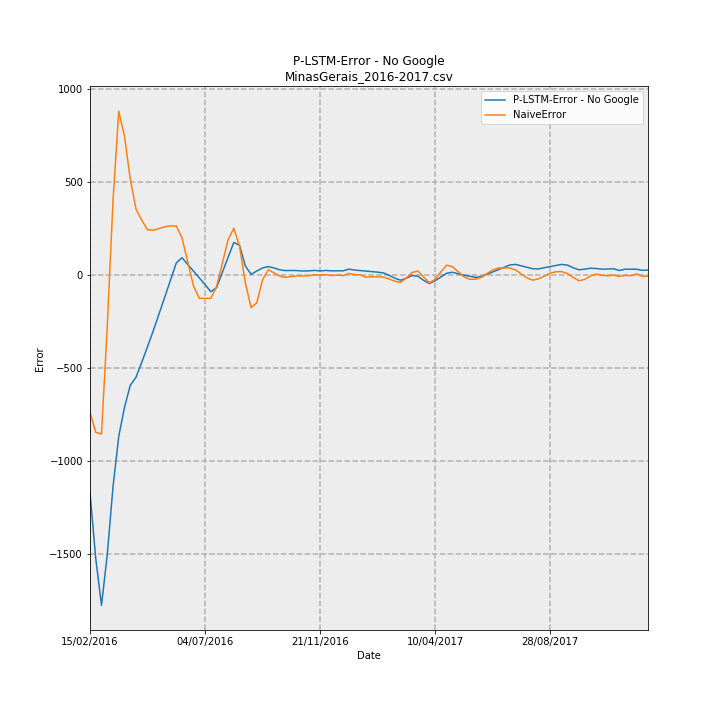 P-LSTM-Error - No Google
MinasGerais_2016-2017.csv
P-LSTM-Error - No Google
NaiveError
1000
500
0
−500
−1000
−1500
Error
15/02/2016
04/07/2016
21/11/2016
10/04/2017
28/08/2017
Date